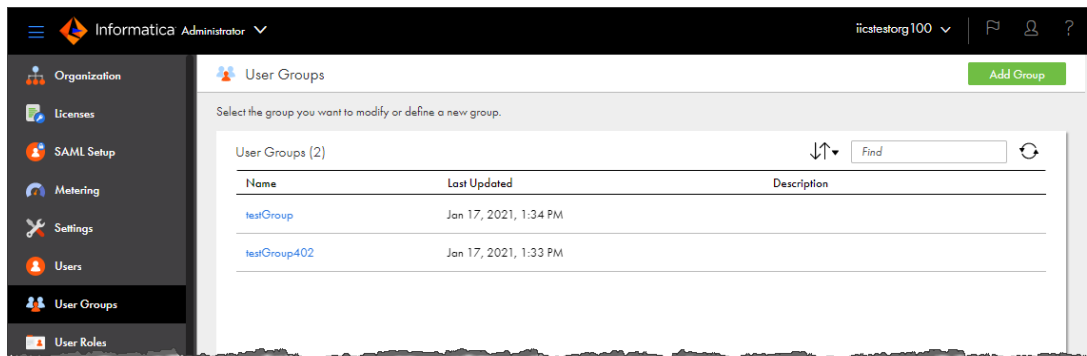 Informatica Administrator
iicstestorg100
?
Organization
Licenses
SAML Setup
Metering
Settings
Users
User Groups
User Roles
User Groups
Add Group
Select the group you want to modify or define a new group.
User Groups (2)
Find
Name Last Updated Description
testGroup Jan 17, 2021, 1:34 PM
testGroup402 Jan 17, 2021, 1:33 PM